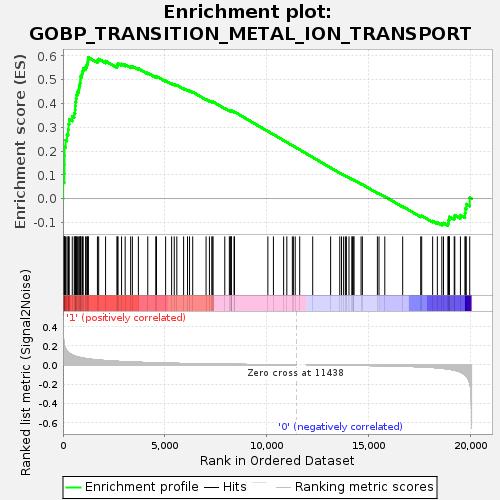 Enrichment plot:
GOBP_TRANSITION_METAL_ION_TRANSPORT
Enrichment score (ES)
0.6
0.5
0.4
0.3
0.2
0.1
0.0
-0.1
'1' (positively correlated)
Ranked list metric (Signal2Noise)
0.4
0.2
0.0
-0.2
-0.4
-0.6
Zero cross at 11438
'0' (negatively correlated)
0
5,000
10,000
15,000
20,000
Rank in Ordered Dataset
Enrichment profile
Hits
Ranking metric scores